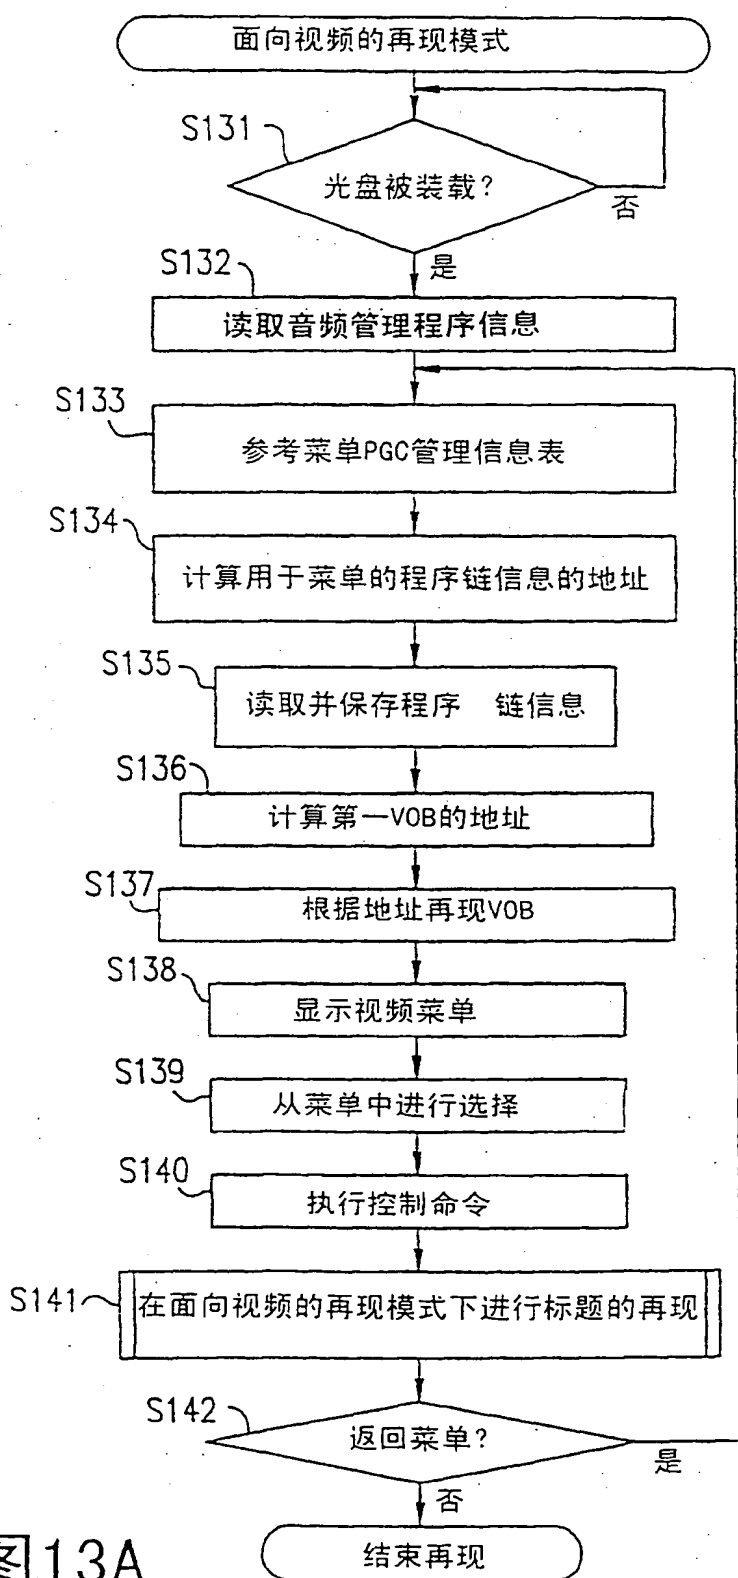 面向视频的再现模式
S131
光盘被装载?
否
是
S132
读取音频管理程序信息
S133
参考菜单PGC管理信息表
S134
计算用于菜单的程序链信息的地址
S135
读取并保存程序 链信息
S136
计算第一VOB的地址
S137
根据地址再现VOB
S138
显示视频菜单
S139
从菜单中进行选择
S140
执行控制命令
S141
在面向视频的再现模式下进行标题的再现
S142
返回菜单?
是
否
结束再现
图13A